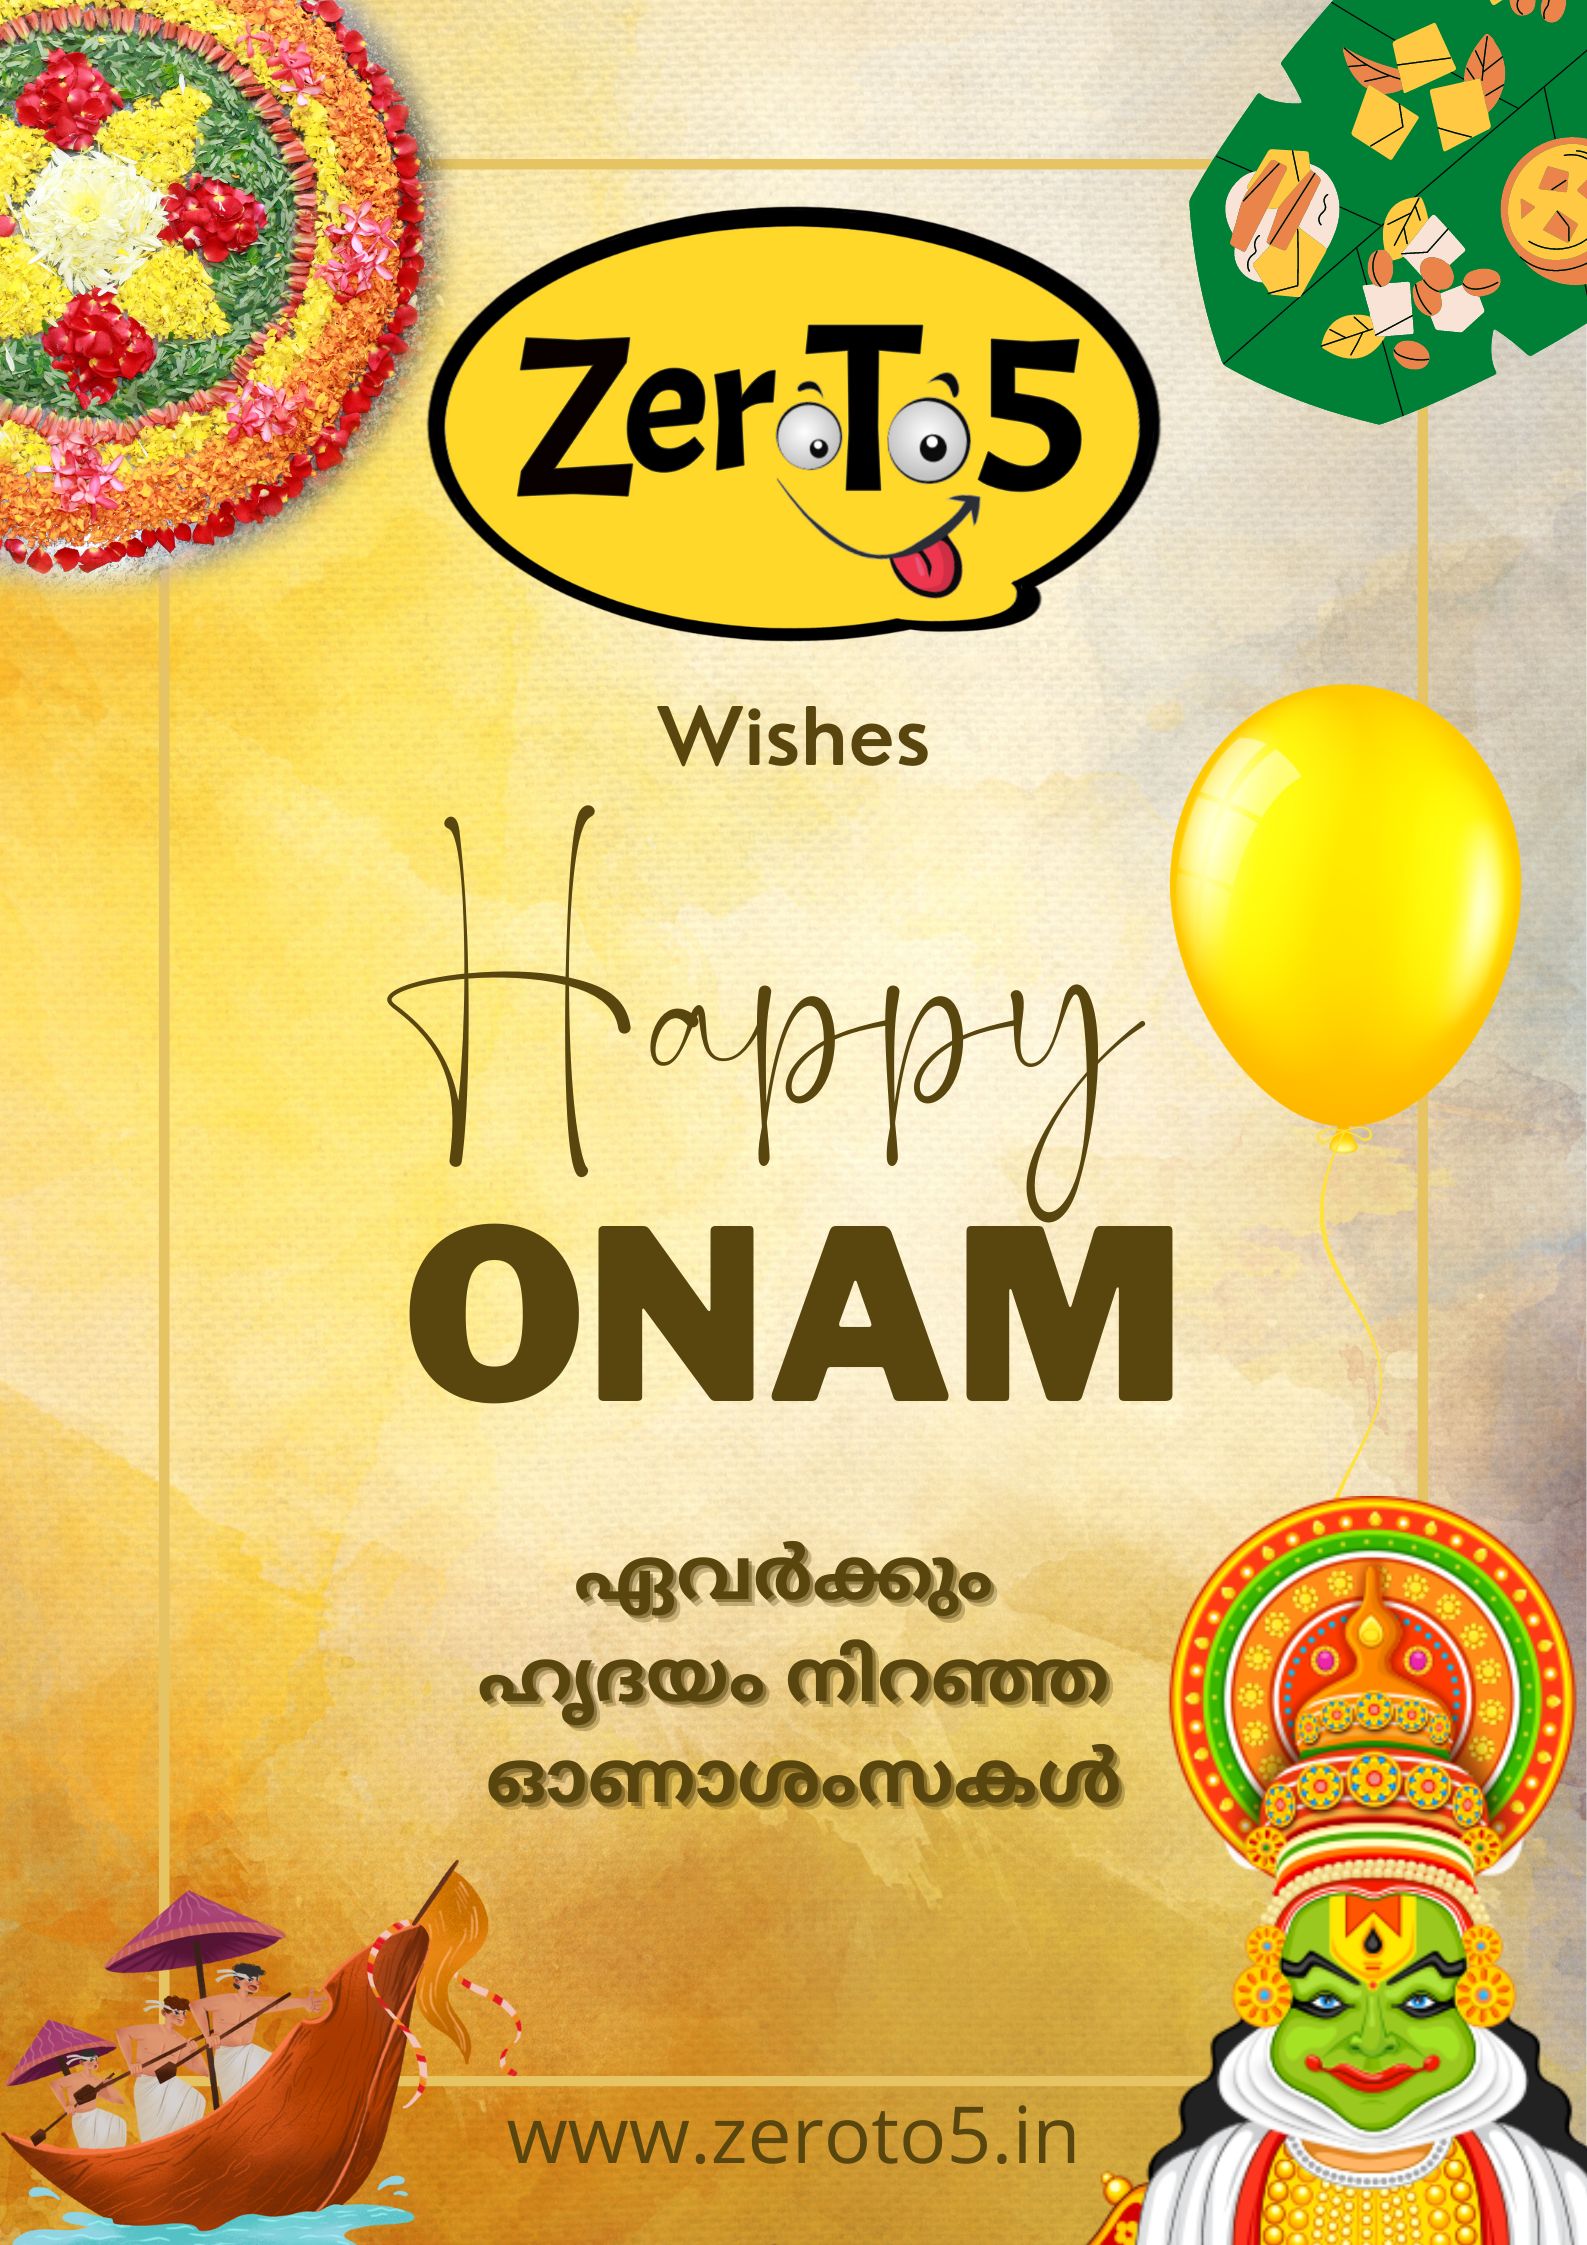 ZeroTo5
Wishes
Happy
ONAM
ഏവർക്കും
ഹൃദയം നിറഞ്ഞ
ഓണാശംസകൾ
www.zeroto5.in